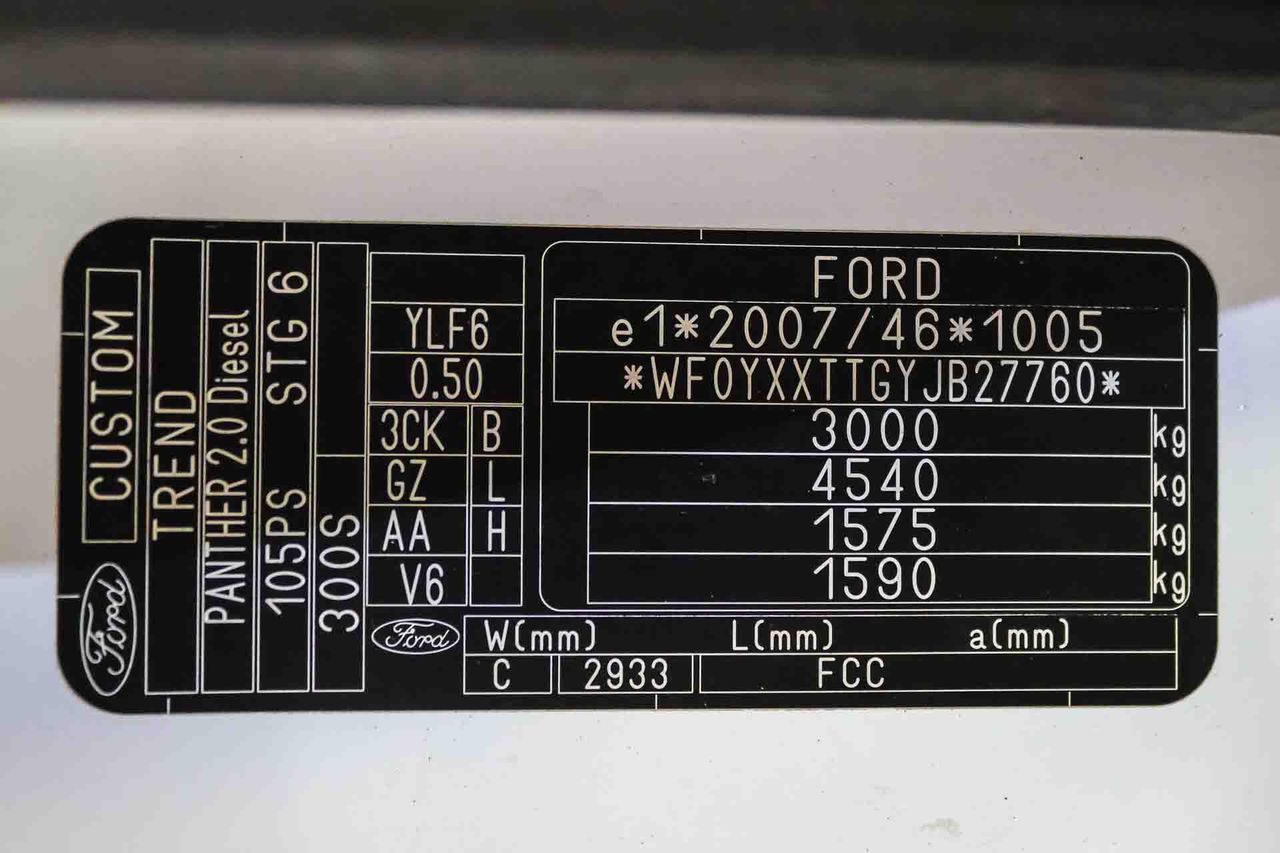 CUSTOM
Ford
TREND
PANTHER 2.0 Diesel
105PS STG 6
300S
YLF6
0.50
3CK B
GZ L
AA H
V6
Ford
FORD
e1*2007/46*1005
*WF0YXXTTGYJB27760*
3000 kg
4540 kg
1575 kg
1590 kg
W(mm) L(mm) a(mm)
C 2933 FCC